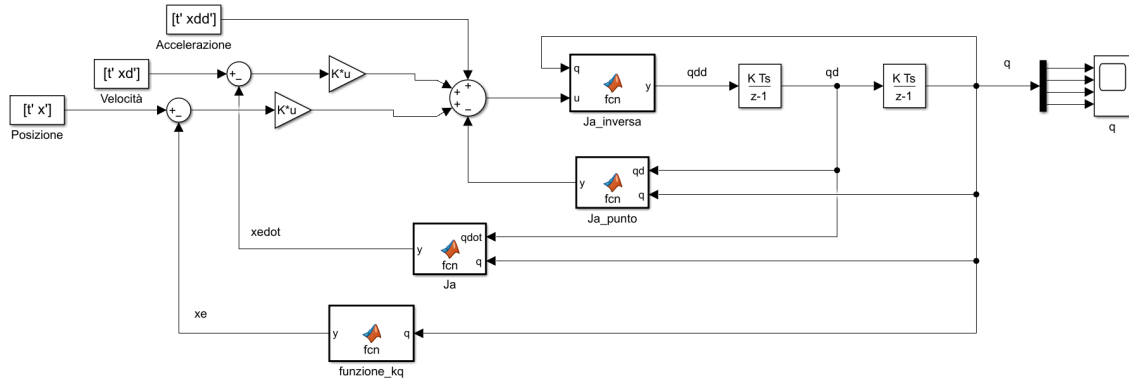 [t' xdd']
Accelerazione
[t' xd']
Velocità
[t' x']
Posizione
+
−
+
−
K*u
K*u
+
+
+
−
q
u
fcn
y
Ja_inversa
qdd
K Ts
z-1
qd
K Ts
z-1
q
q
y
fcn
qd
q
Ja_punto
xedot
y
fcn
qdot
q
Ja
xe
y
fcn
q
funzione_kq